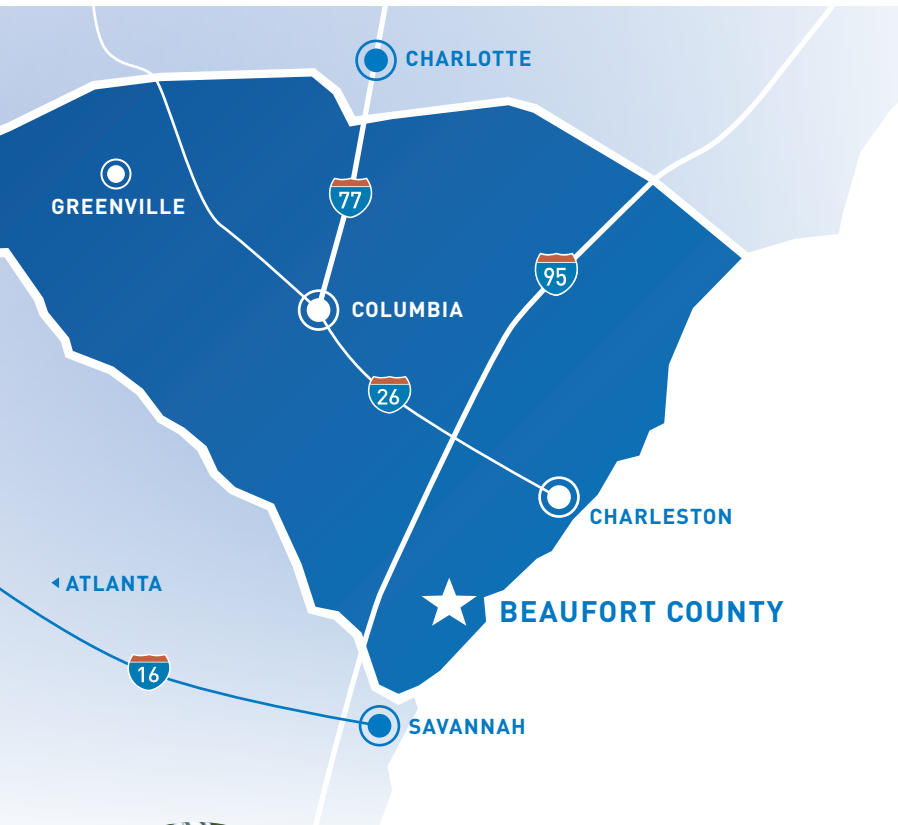 CHARLOTTE
GREENVILLE
77
95
COLUMBIA
26
CHARLESTON
ATLANTA
BEAUFORT COUNTY
16
SAVANNAH